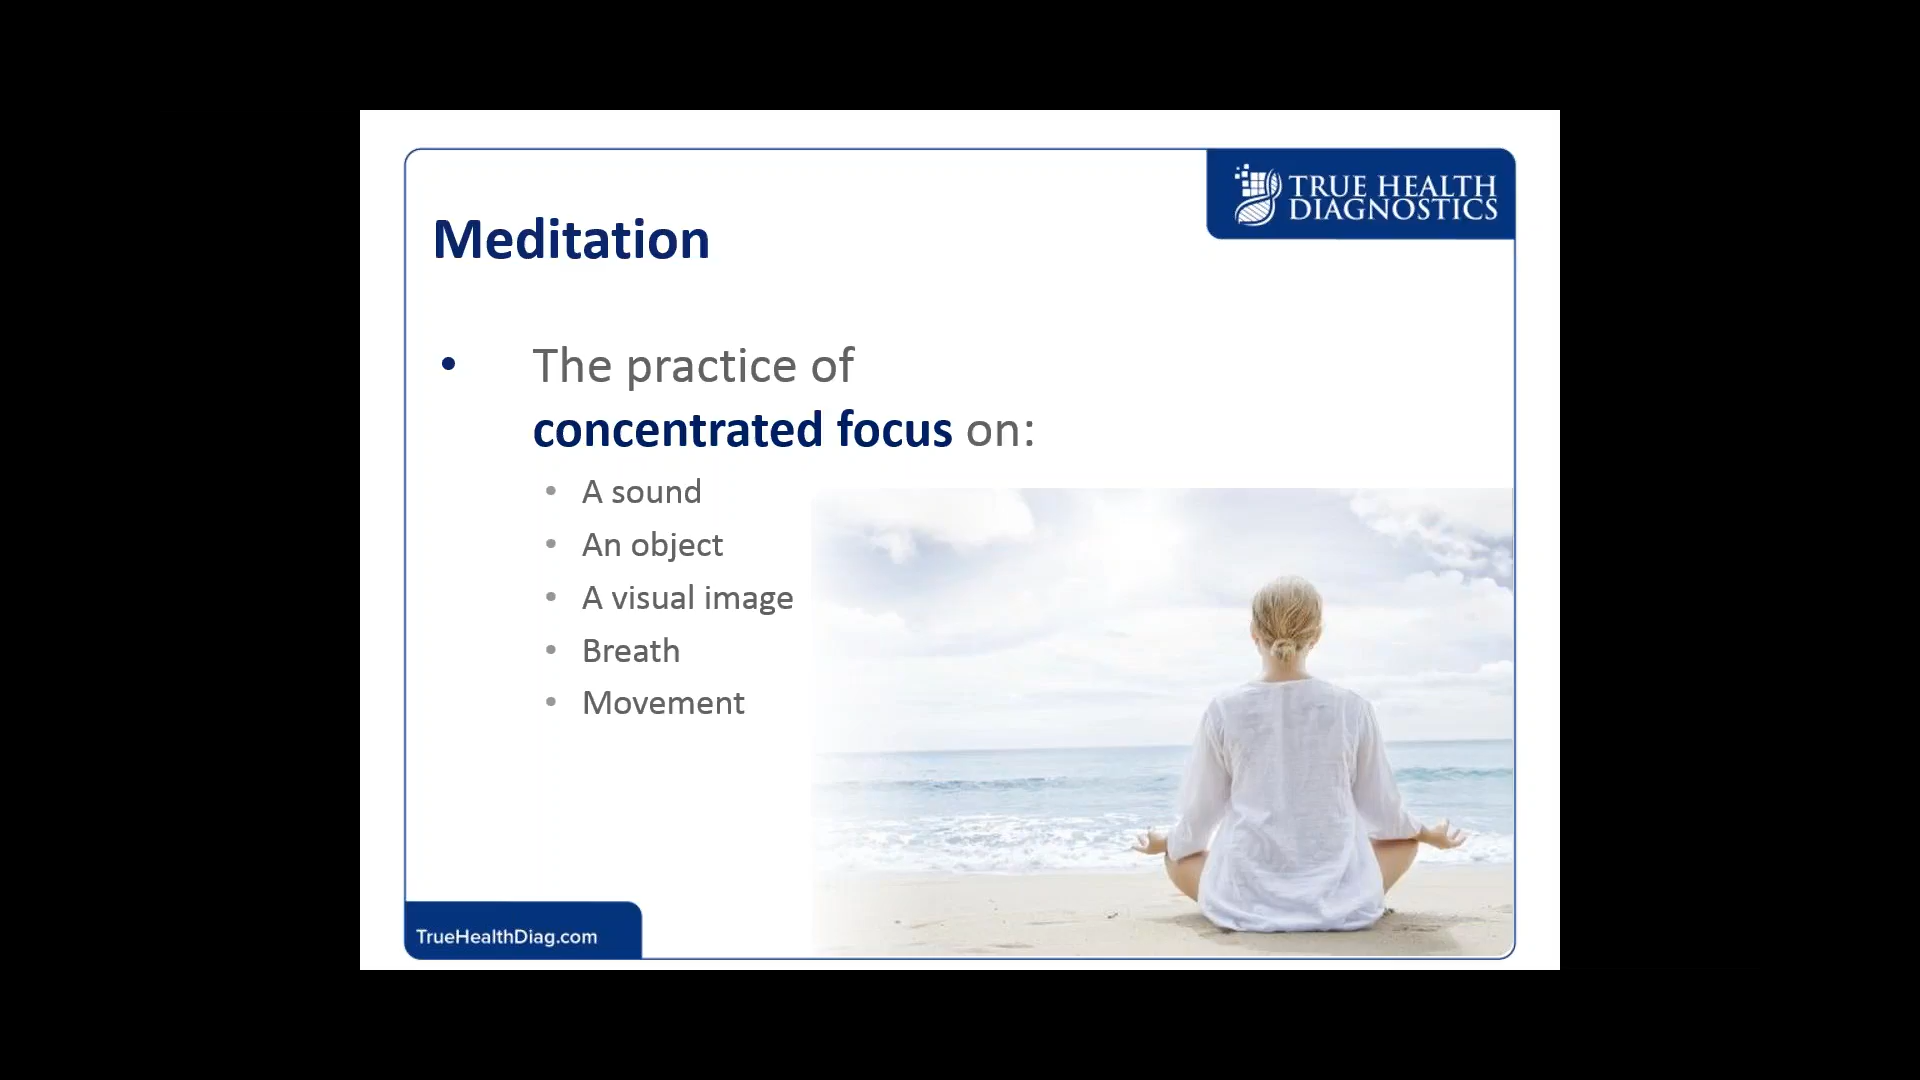 TRUE HEALTH
DIAGNOSTICS
Meditation
• The practice of
concentrated focus on:
• A sound
• An object
• A visual image
• Breath
• Movement
TrueHealthDiag.com